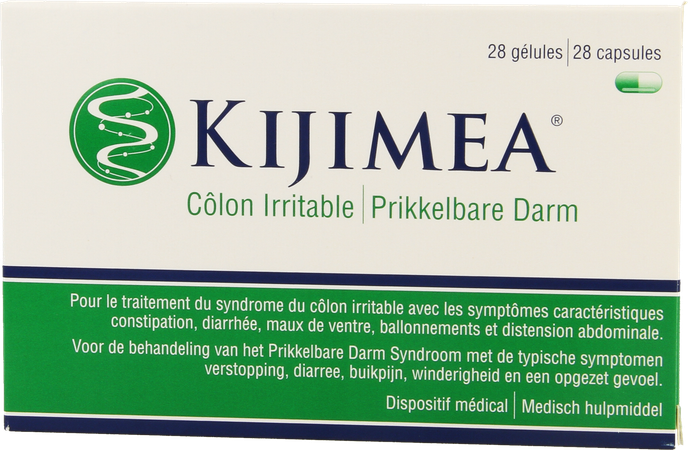 28 gélules | 28 capsules
KIJIMEA®
Côlon Irritable | Prikkelbare Darm
Pour le traitement du syndrome du côlon irritable avec les symptômes caractéristiques
constipation, diarrhée, maux de ventre, ballonnements et distension abdominale.
Voor de behandeling van het Prikkelbare Darm Syndroom met de typische symptomen
verstopping, diarree, buikpijn, winderigheid en een opgezet gevoel.
Dispositif médical | Medisch hulpmiddel